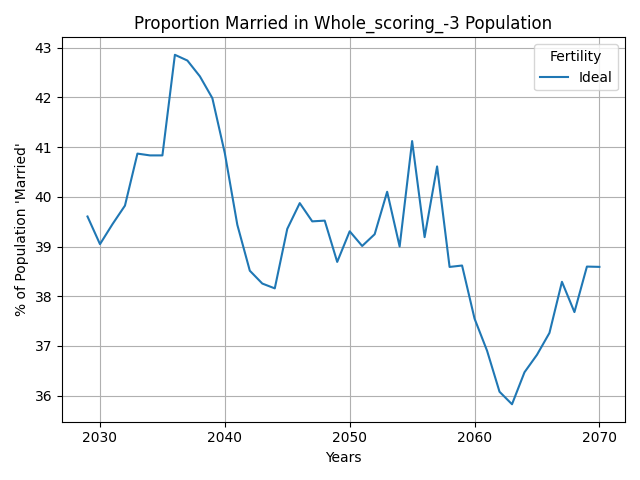 Proportion Married in Whole_scoring_-3 Population
Fertility
Ideal
% of Population 'Married'
43
42
41
40
39
38
37
36
2030
2040
2050
2060
2070
Years